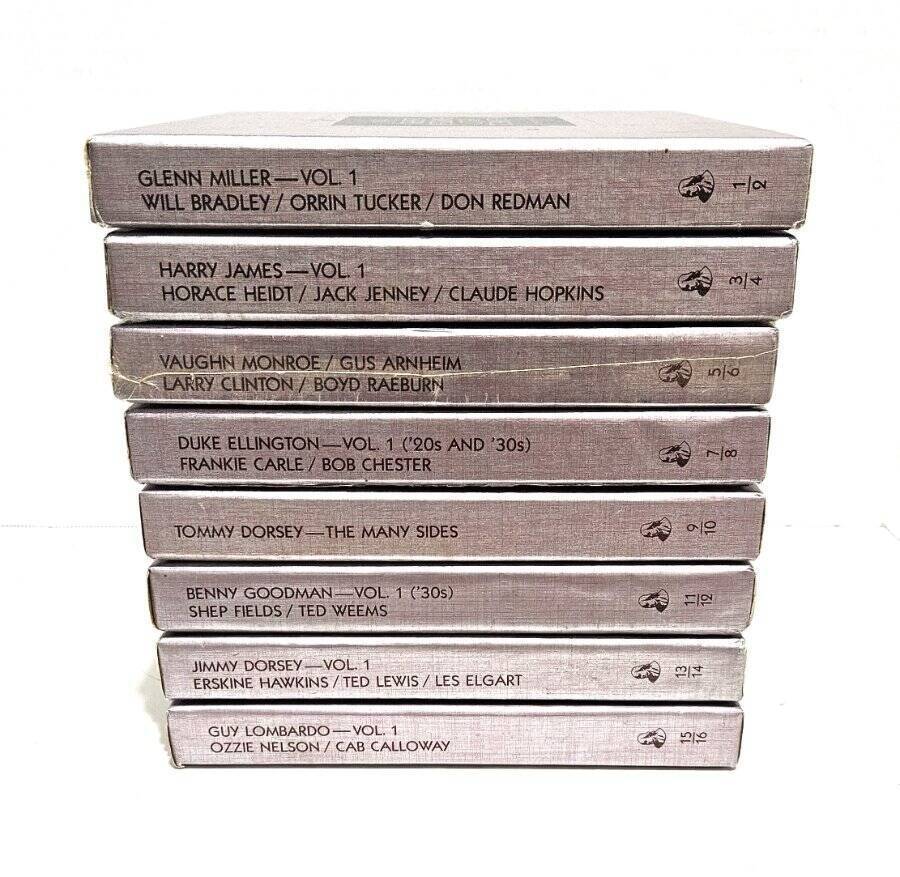 GLENN MILLER—VOL. 1
WILL BRADLEY / ORRIN TUCKER / DON REDMAN
1/2
HARRY JAMES—VOL. 1
HORACE HEIDT / JACK JENNEY / CLAUDE HOPKINS
3/4
VAUGHN MONROE / GUS ARNHEIM
LARRY CLINTON / BOYD RAEBURN
5/6
DUKE ELLINGTON—VOL. 1 ('20s AND '30s)
FRANKIE CARLE / BOB CHESTER
7/8
TOMMY DORSEY—THE MANY SIDES
9/10
BENNY GOODMAN—VOL. 1 ('30s)
SHEP FIELDS / TED WEEMS
11/12
JIMMY DORSEY—VOL. 1
ERSKINE HAWKINS / TED LEWIS / LES ELGART
13/14
GUY LOMBARDO—VOL. 1
OZZIE NELSON / CAB CALLOWAY
15/16